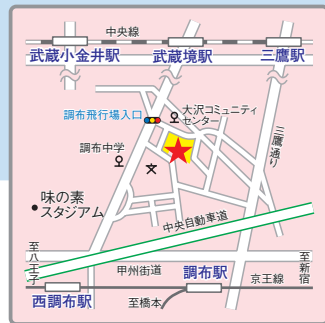 中央線
武蔵小金井駅
武蔵境駅
三鷹駅
調布飛行場入口
大沢コミュニティ
センター
調布中学
三鷹通り
味の素
スタジアム
中央自動車道
至八王子
甲州街道
至新宿
調布駅
京王線
西調布駅
至橋本